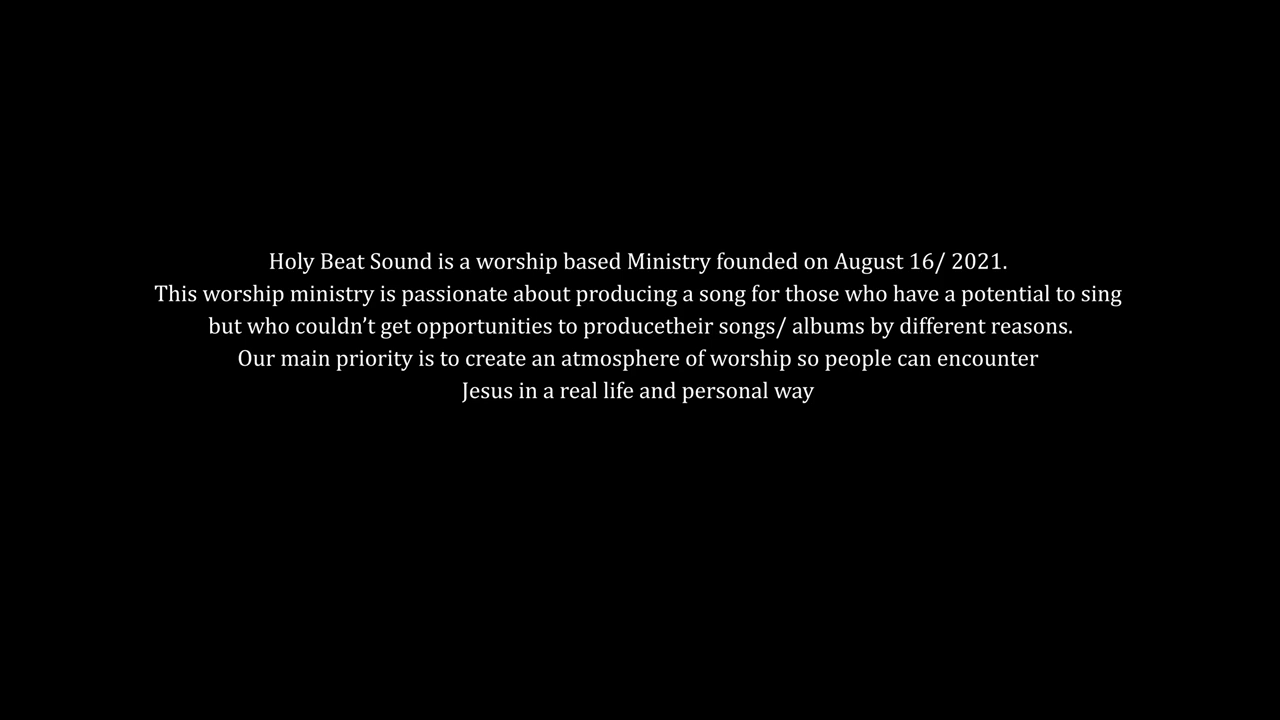 Holy Beat Sound is a worship based Ministry founded on August 16/ 2021.
This worship ministry is passionate about producing a song for those who have a potential to sing
but who couldn’t get opportunities to producetheir songs/ albums by different reasons.
Our main priority is to create an atmosphere of worship so people can encounter
Jesus in a real life and personal way